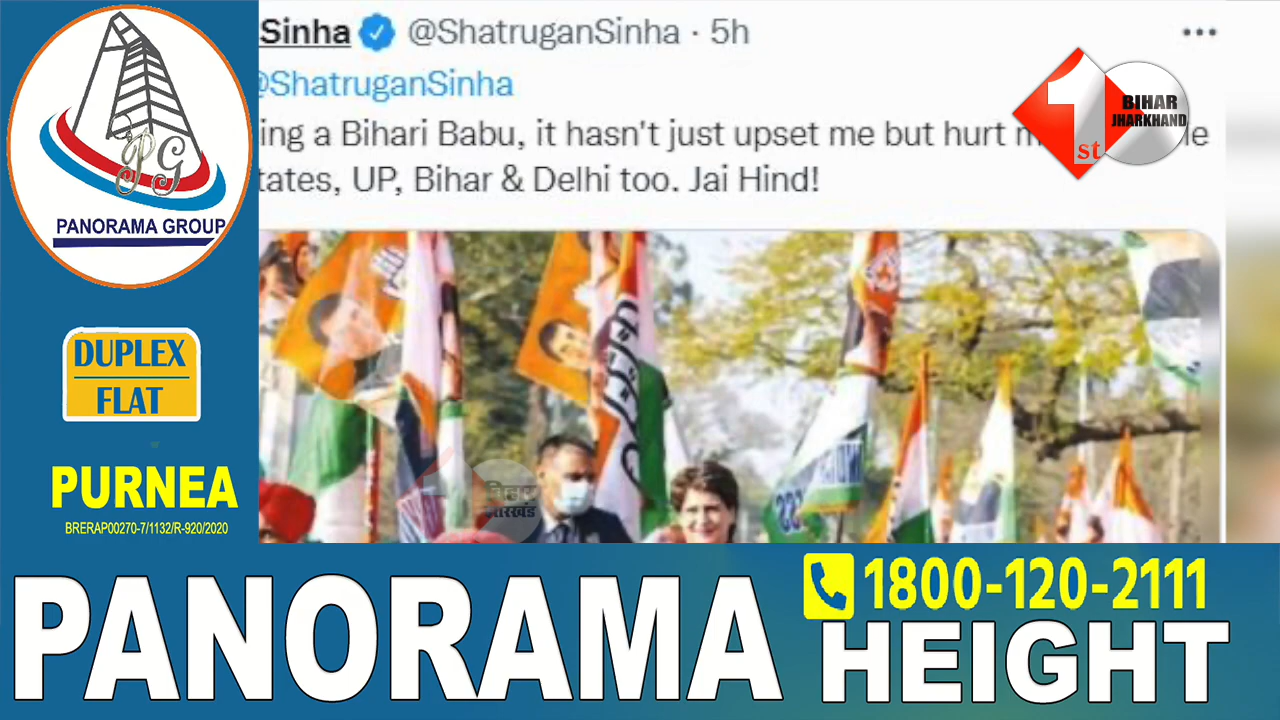 Sinha @ShatruganSinha · 5h
@ShatruganSinha
ing a Bihari Babu, it hasn't just upset me but hurt
tates, UP, Bihar & Delhi too. Jai Hind!
1st
BIHAR
JHARKHAND
PG
PANORAMA GROUP
DUPLEX
FLAT
PURNEA
BRERAP00270-7/1132/R-920/2020
बिहार
झारखंड
1800-120-2111
PANORAMA HEIGHT